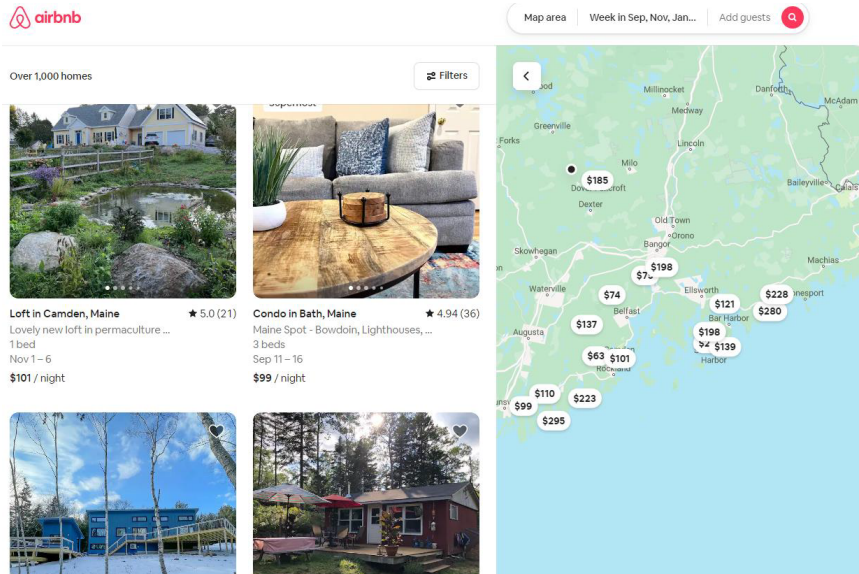 airbnb
Map area
Week in Sep, Nov, Jan...
Add guests
Over 1,000 homes
Filters
Superhost
Loft in Camden, Maine
5.0 (21)
Lovely new loft in permaculture ...
1 bed
Nov 1 – 6
$101 / night
Condo in Bath, Maine
4.94 (36)
Maine Spot - Bowdoin, Lighthouses, ...
3 beds
Sep 11 – 16
$99 / night
Millinocket
Danforth
McAdam
Medway
Greenville
Forks
Lincoln
Milo
$185
Baileyville
Calais
Dexter
Old Town
Orono
Bangor
Skowhegan
Machias
$198
Waterville
Ellsworth
$74
$121
$228
$280
Belfast
Bar Harbor
$137
Augusta
$198
$139
Harbor
$63
$101
Rockland
$110
$223
$99
$295